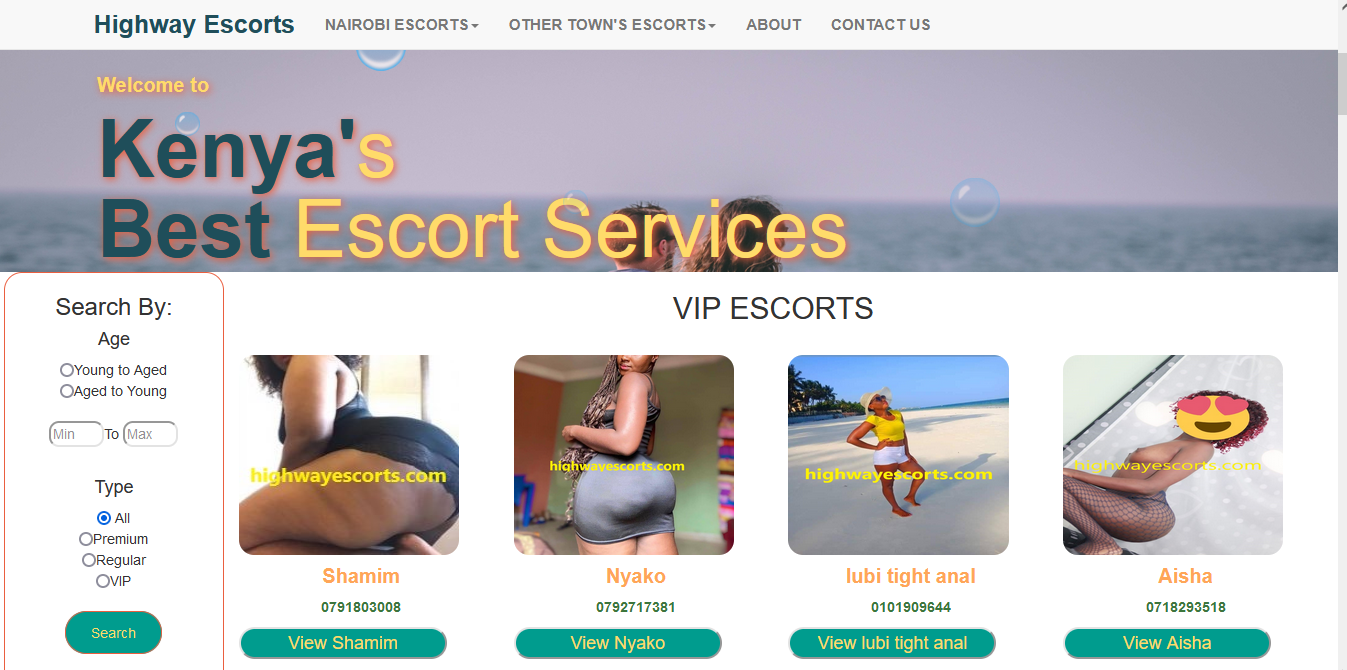 Highway Escorts
NAIROBI ESCORTS
OTHER TOWN'S ESCORTS
ABOUT
CONTACT US
Welcome to
Kenya's
Best Escort Services
Search By:
Age
Young to Aged
Aged to Young
Min To Max
Type
All
Premium
Regular
VIP
Search
VIP ESCORTS
highwayescorts.com
highwayescorts.com
highwayescorts.com
highwayescorts.com
Shamim
Nyako
lubi tight anal
Aisha
0791803008
0792717381
0101909644
0718293518
View Shamim
View Nyako
View lubi tight anal
View Aisha